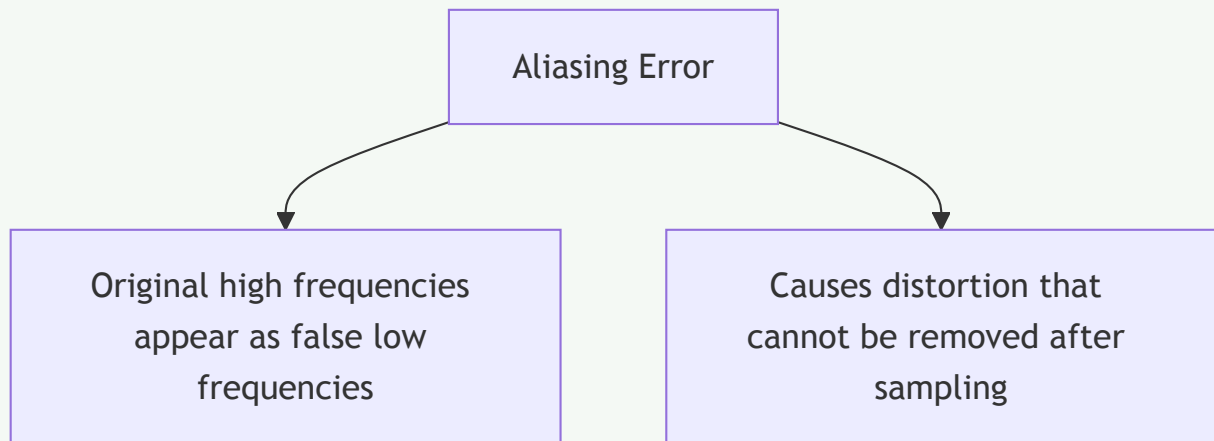 Aliasing Error
Original high frequencies
appear as false low
frequencies
Causes distortion that
cannot be removed after
sampling